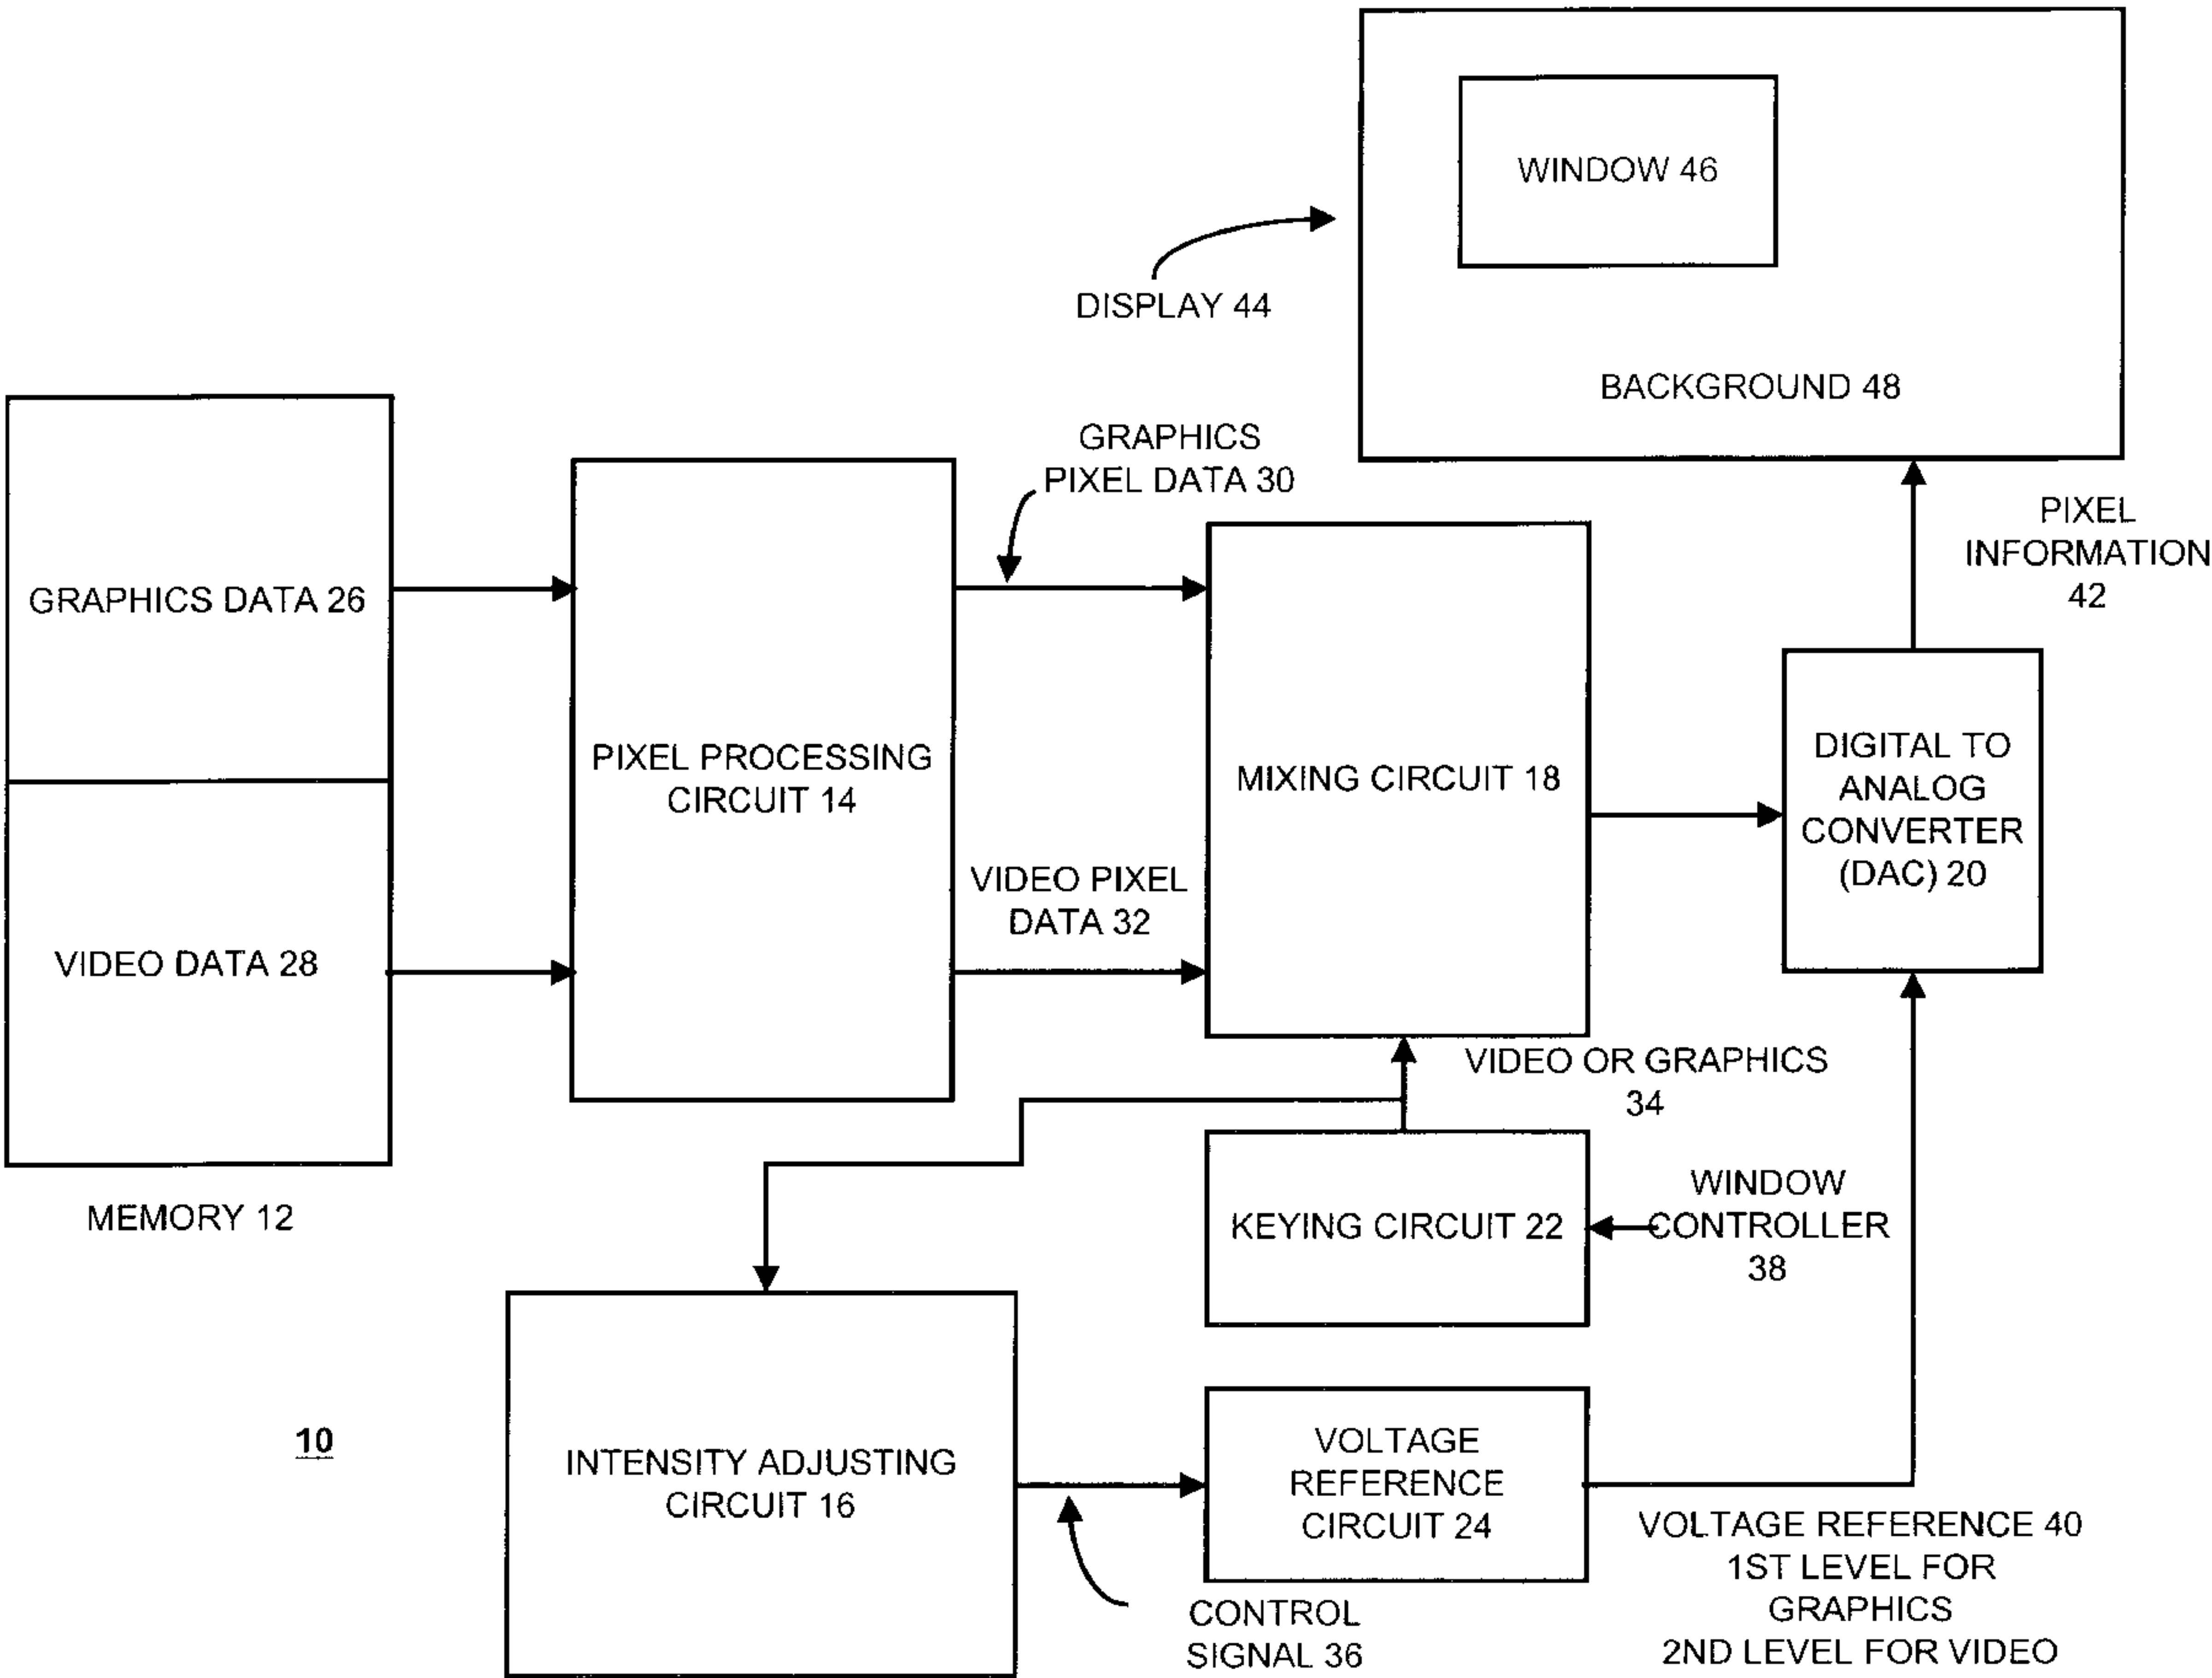 WINDOW 46
DISPLAY 44
BACKGROUND 48
GRAPHICS
PIXEL DATA 30
PIXEL
INFORMATION
42
GRAPHICS DATA 26
PIXEL PROCESSING
CIRCUIT 14
MIXING CIRCUIT 18
DIGITAL TO
ANALOG
CONVERTER
(DAC) 20
VIDEO PIXEL
DATA 32
VIDEO DATA 28
VIDEO OR GRAPHICS
34
MEMORY 12
KEYING CIRCUIT 22
WINDOW
CONTROLLER
38
10
INTENSITY ADJUSTING
CIRCUIT 16
VOLTAGE
REFERENCE
CIRCUIT 24
VOLTAGE REFERENCE 40
1ST LEVEL FOR
GRAPHICS
2ND LEVEL FOR VIDEO
CONTROL
SIGNAL 36